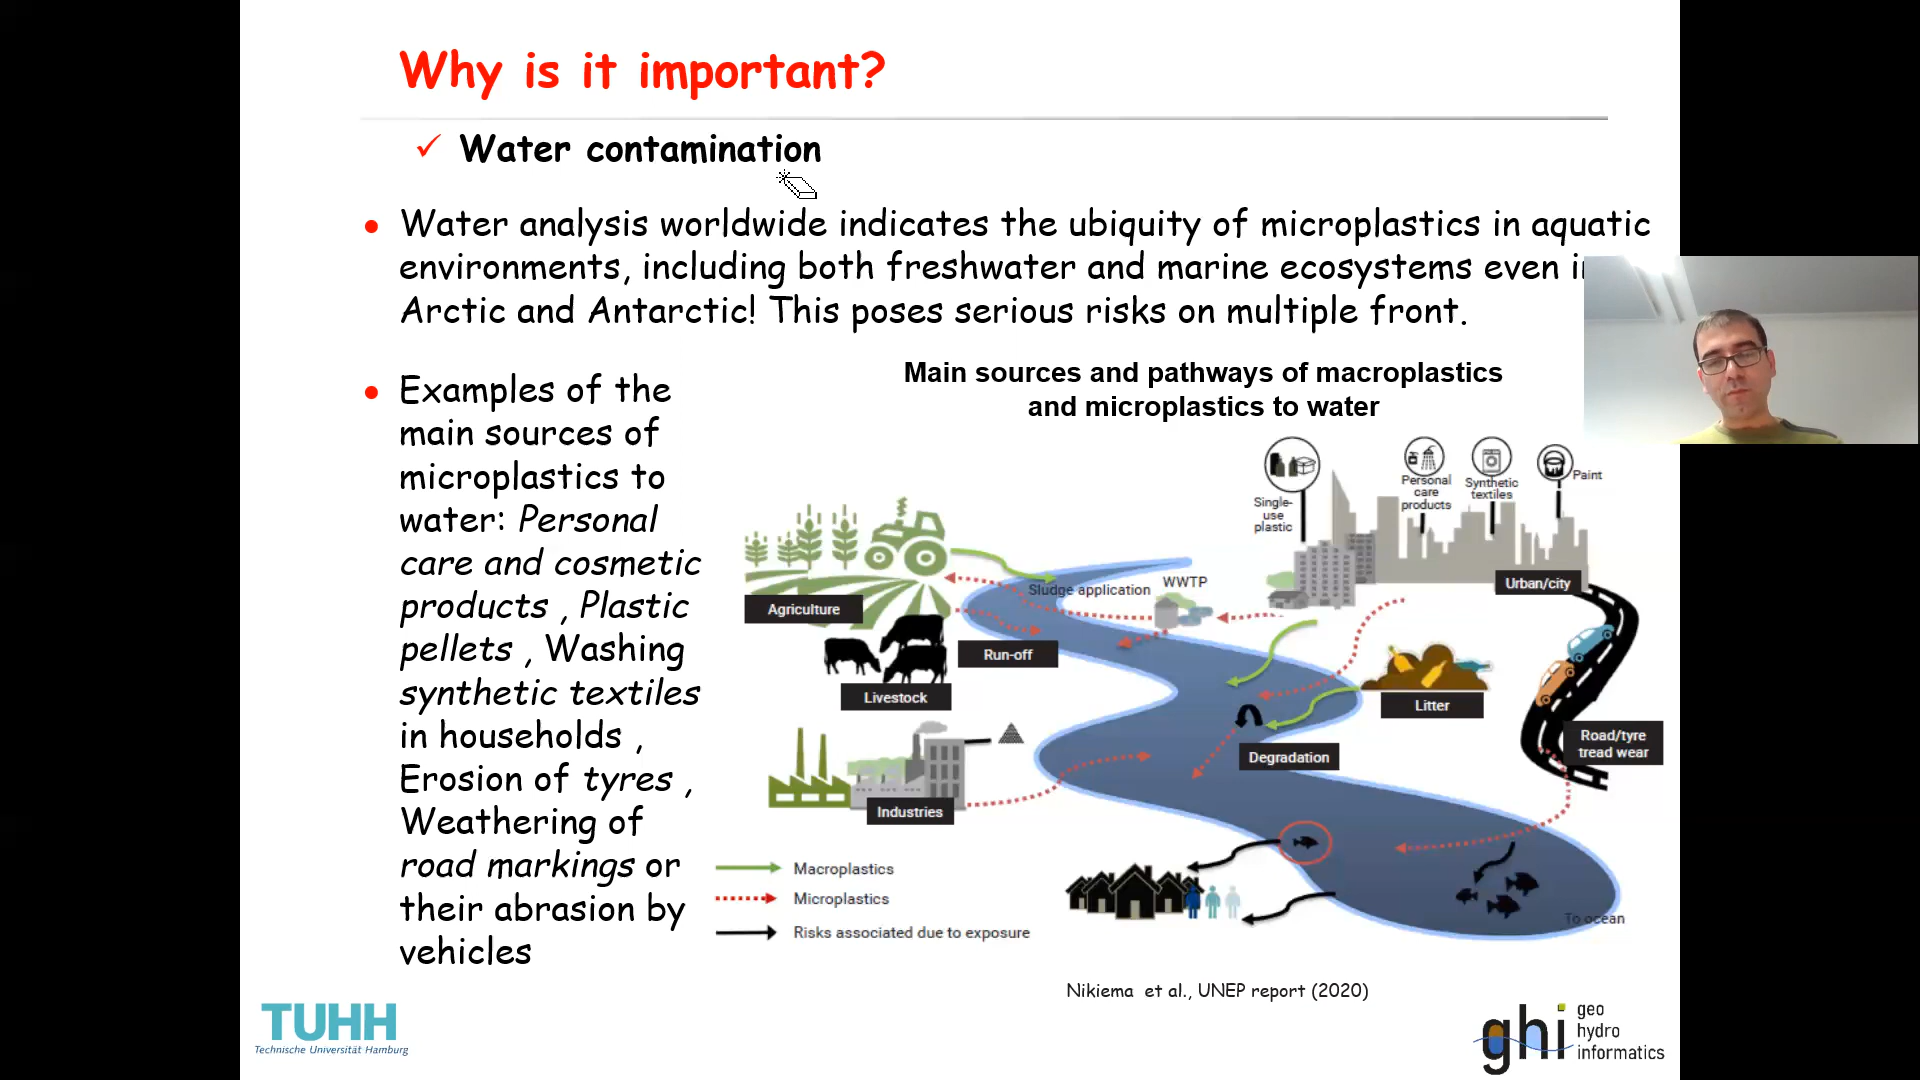 Why is it important?
✓ Water contamination
• Water analysis worldwide indicates the ubiquity of microplastics in aquatic
environments, including both freshwater and marine ecosystems even in
Arctic and Antarctic! This poses serious risks on multiple front.
• Examples of the
main sources of
microplastics to
water: Personal
care and cosmetic
products , Plastic
pellets , Washing
synthetic textiles
in households ,
Erosion of tyres ,
Weathering of
road markings or
their abrasion by
vehicles
Main sources and pathways of macroplastics
and microplastics to water
Single-
use
plastic
Personal
care
products
Synthetic
textiles
Paint
Urban/city
WWTP
Sludge application
Agriculture
Run-off
Livestock
Litter
Road/tyre
tread wear
Degradation
Industries
Macroplastics
Microplastics
Risks associated due to exposure
To ocean
Nikiema et al., UNEP report (2020)
TUHH
Technische Universität Hamburg
ghi
geo
hydro
informatics